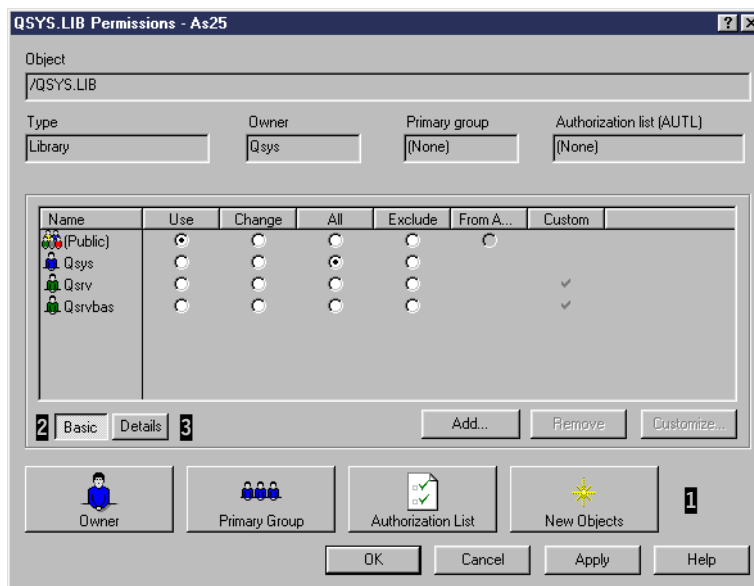 QSYS.LIB Permissions - As25
Object
/QSYS.LIB
Type Owner Primary group Authorization list (AUTL)
Library Qsys (None) (None)
Name Use Change All Exclude From A... Custom
(Public)
Qsys
Qsrv
Qsrvbas
2 Basic Details 3 Add... Remove Customize...
Owner Primary Group Authorization List New Objects 1
OK Cancel Apply Help